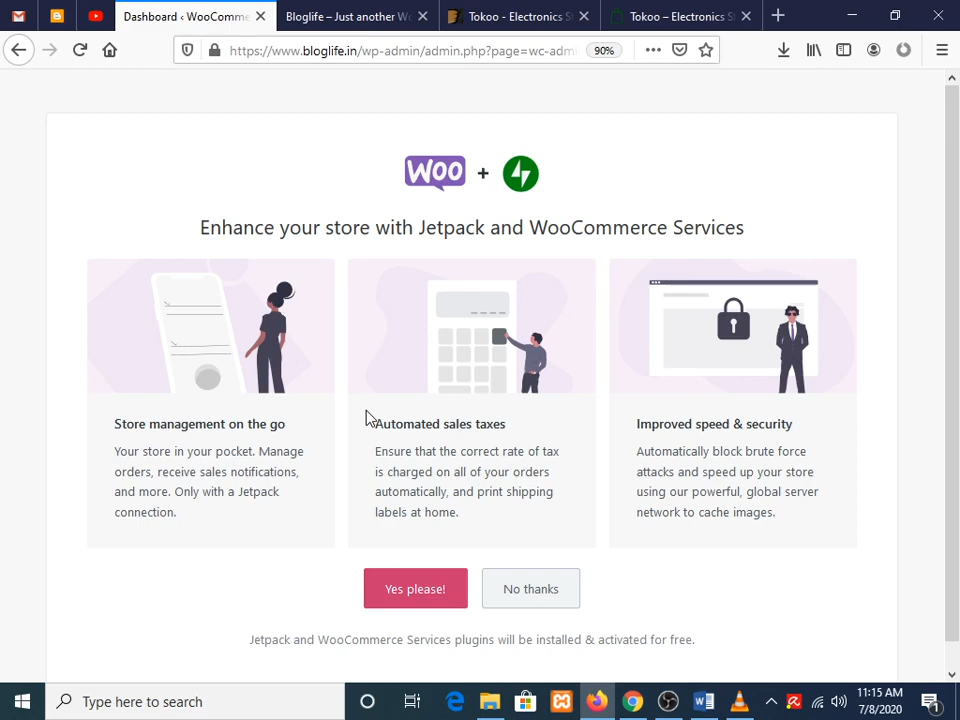 Dashboard ‹ WooComme
Bloglife – Just another Wo
Tokoo - Electronics S
Tokoo – Electronics S
https://www.bloglife.in/wp-admin/admin.php?page=wc-adm
90%
WOO +
Enhance your store with Jetpack and WooCommerce Services
Store management on the go
Your store in your pocket. Manage
orders, receive sales notifications,
and more. Only with a Jetpack
connection.
Automated sales taxes
Ensure that the correct rate of tax
is charged on all of your orders
automatically, and print shipping
labels at home.
Improved speed & security
Automatically block brute force
attacks and speed up your store
using our powerful, global server
network to cache images.
Yes please!
No thanks
Jetpack and WooCommerce Services plugins will be installed & activated for free.
Type here to search
11:15 AM
7/8/2020
1